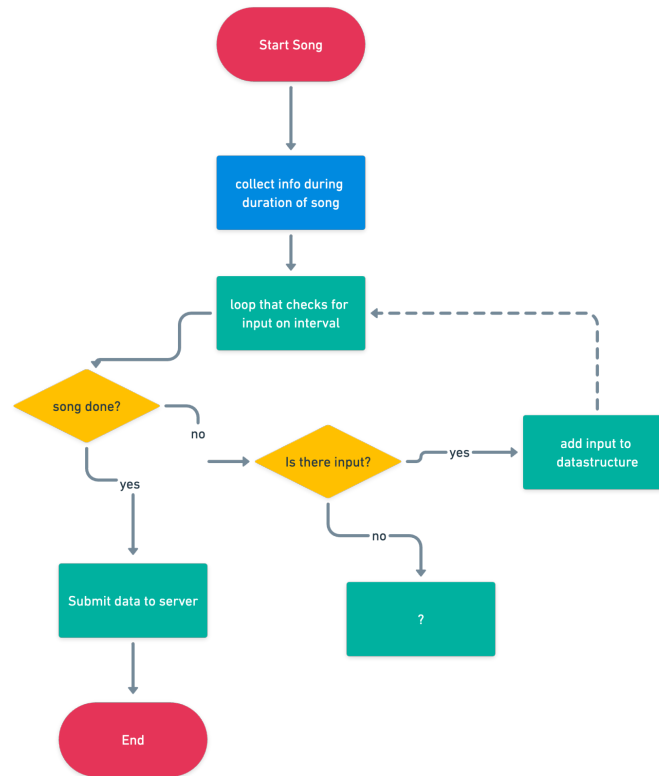 Start Song
collect info during
duration of song
loop that checks for
input on interval
song done?
no
Is there input?
yes
add input to
datastructure
yes
no
Submit data to server
?
End